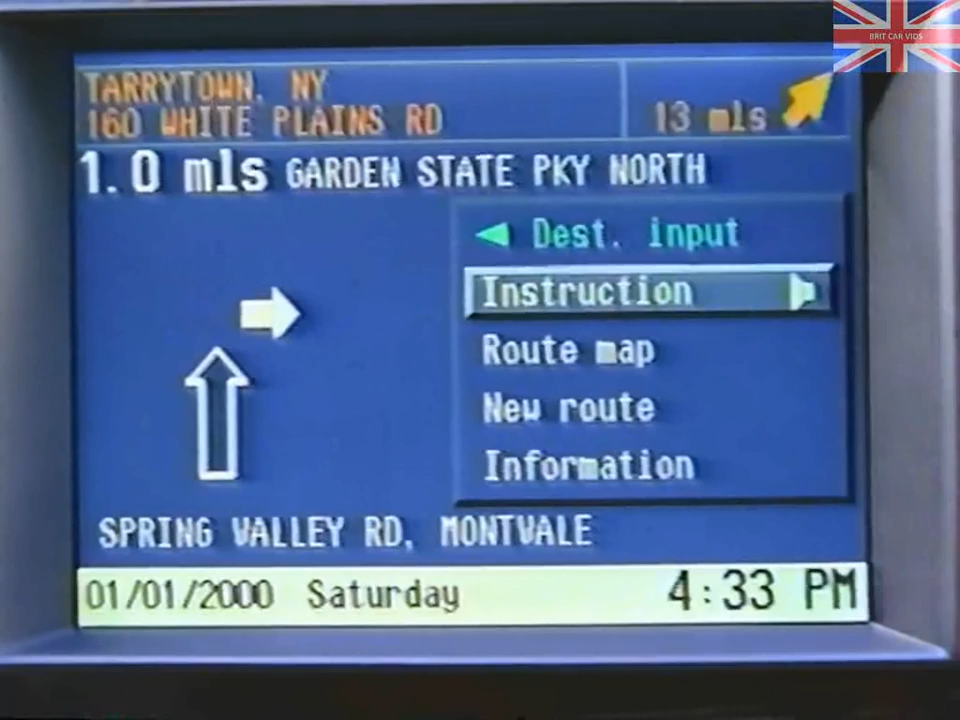 BRIT CAR VIDS
TARRYTOWN, NY
160 WHITE PLAINS RD
13 mls
1.0 mls GARDEN STATE PKY NORTH
Dest. input
Instruction
Route map
New route
Information
SPRING VALLEY RD, MONTVALE
01/01/2000 Saturday 4:33 PM